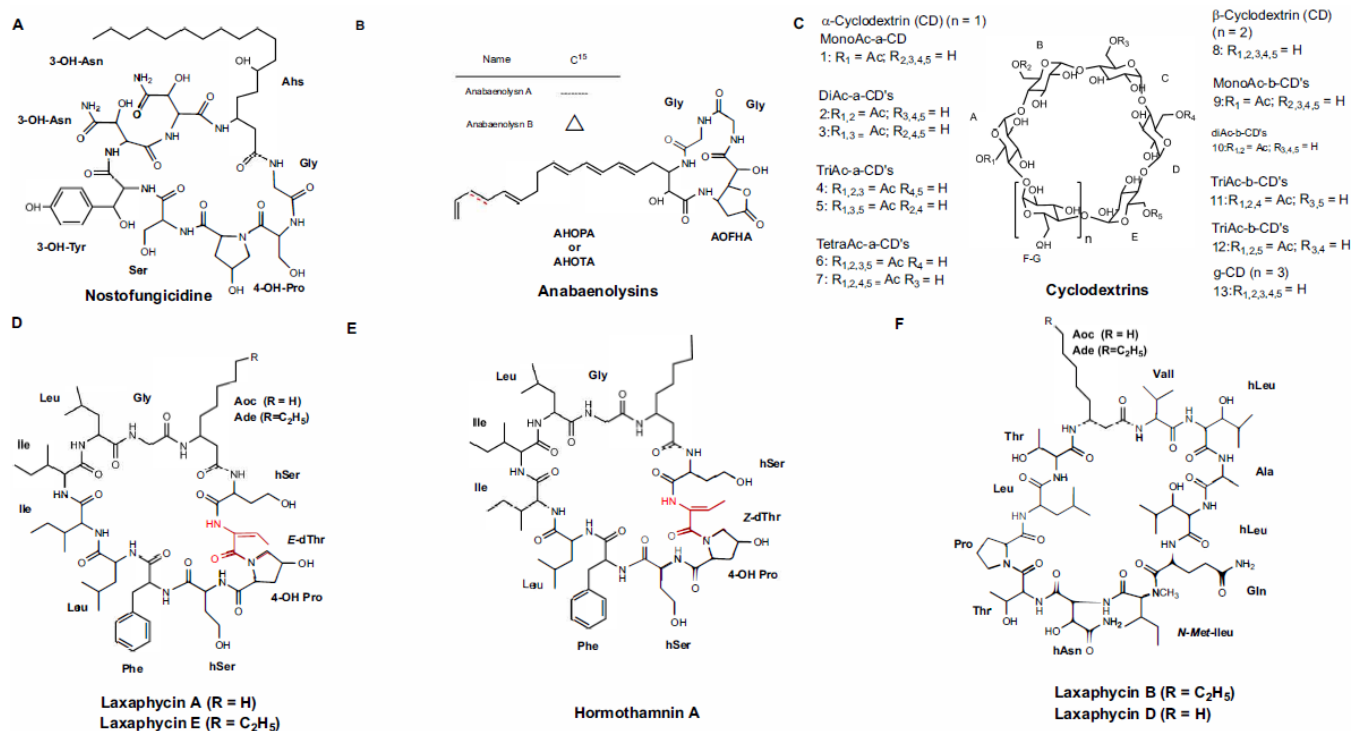 A
3-OH-Asn
3-OH-Asn
Ahs
Gly
3-OH-Tyr
Ser
4-OH-Pro
Nostofungicidine
B
Name C¹⁵
Anabaenolysn A --------
Anabaenolysn B △
Gly Gly
AHOPA
or
AHOTA
AOFHA
Anabaenolysins
C
α-Cyclodextrin (CD) (n = 1)
MonoAc-a-CD
1: R₁ = Ac; R₂,₃,₄,₅ = H
DiAc-a-CD's
2: R₁,₂ = Ac; R₃,₄,₅ = H
3: R₁,₃ = Ac; R₂,₄,₅ = H
TriAc-a-CD's
4: R₁,₂,₃ = Ac R₄,₅ = H
5: R₁,₃,₅ = Ac R₂,₄ = H
TetraAc-a-CD's
6: R₁,₂,₃,₅ = Ac R₄ = H
7: R₁,₂,₄,₅ = Ac R₃ = H
A
B
C
D
E
F-G
OR₁
OR₂
OR₃
OR₄
OR₅
n
Cyclodextrins
β-Cyclodextrin (CD)
(n = 2)
8: R₁,₂,₃,₄,₅ = H
MonoAc-b-CD's
9:R₁ = Ac; R₂,₃,₄,₅ = H
diAc-b-CD's
10:R₁,₂ = Ac; R₃,₄,₅ = H
TriAc-b-CD's
11:R₁,₂,₄ = Ac; R₃,₅ = H
TriAc-b-CD's
12:R₁,₂,₅ = Ac; R₃,₄ = H
g-CD (n = 3)
13:R₁,₂,₃,₄,₅ = H
D
R
Aoc (R = H)
Ade (R=C₂H₅)
Leu
Gly
Ile
hSer
Ile
E-dThr
Leu
4-OH Pro
Phe
hSer
Laxaphycin A (R = H)
Laxaphycin E (R = C₂H₅)
E
Leu
Gly
Ile
hSer
Ile
Z-dThr
Leu
4-OH Pro
Phe
hSer
Hormothamnin A
F
R
Aoc (R = H)
Ade (R=C₂H₅)
Vall
hLeu
Thr
Leu
Ala
hLeu
Pro
Gln
Thr
hAsn
N-Met-Ileu
Laxaphycin B (R = C₂H₅)
Laxaphycin D (R = H)